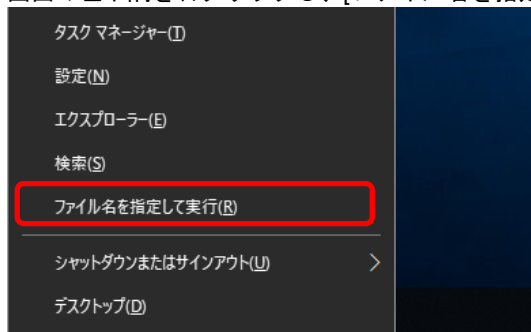 タスク マネージャー(T)
設定(N)
エクスプローラー(E)
検索(S)
ファイル名を指定して実行(R)
シャットダウンまたはサインアウト(U)
デスクトップ(D)